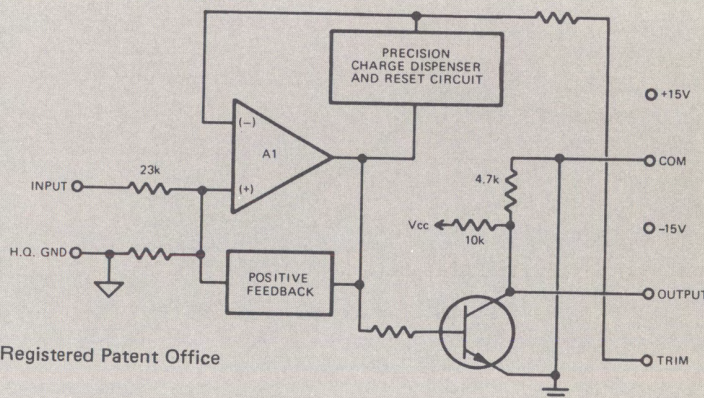 PRECISION
CHARGE DISPENSER
AND RESET CIRCUIT
+15V
(-)
A1
23k
INPUT
(+)
4.7k
COM
Vcc
10k
-15V
H.Q. GND
POSITIVE
FEEDBACK
OUTPUT
Registered Patent Office
TRIM